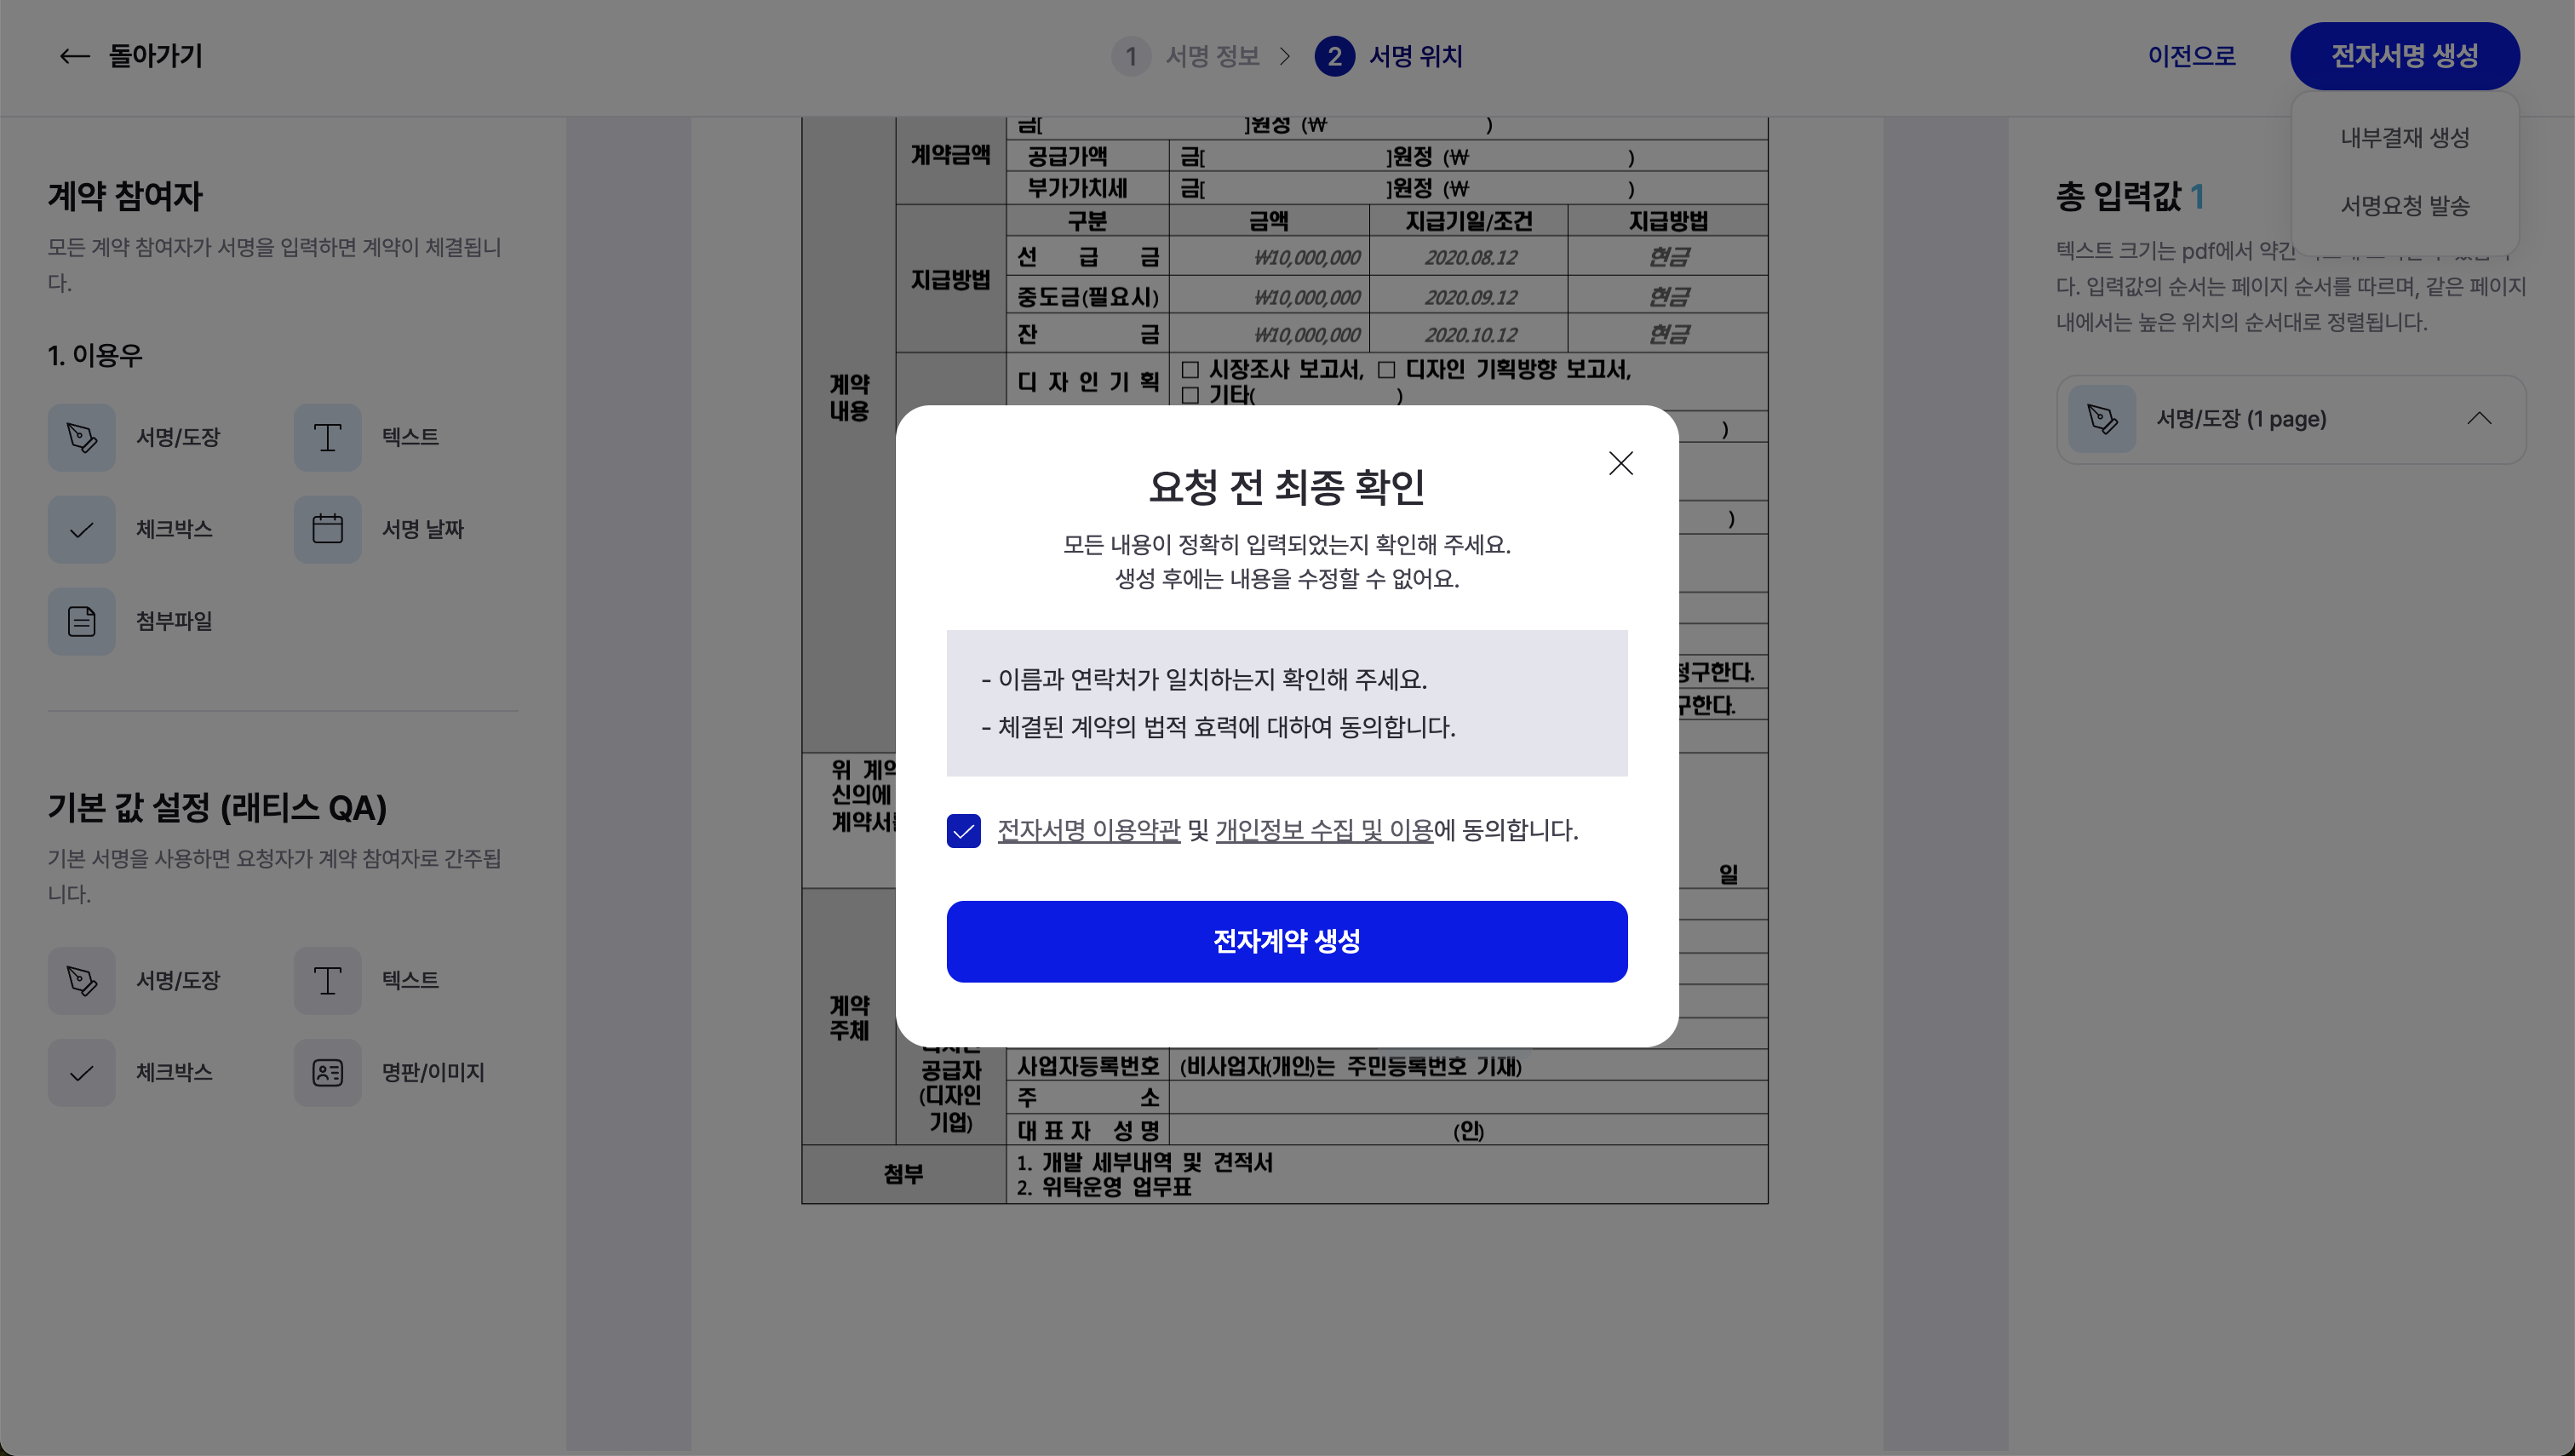 돌아가기
1 서명 정보 > 2 서명 위치
이전으로
전자서명 생성
내부결재 생성
서명요청 발송
계약 참여자
모든 계약 참여자가 서명을 입력하면 계약이 체결됩니
다.
1. 이용우
서명/도장
텍스트
체크박스
서명 날짜
첨부파일
기본 값 설정 (래티스 QA)
기본 서명을 사용하면 요청자가 계약 참여자로 간주됩
니다.
서명/도장
텍스트
체크박스
명판/이미지
계약
내용
계약금액
금[ ]원정 (₩ )
공급가액 금[ ]원정 (₩ )
부가가치세 금[ ]원정 (₩ )
지급방법
구분 금액 지급기일/조건 지급방법
선 급 금 ₩10,000,000 2020.08.12 현금
중도금(필요시) ₩10,000,000 2020.09.12 현금
잔 금 ₩10,000,000 2020.10.12 현금
디 자 인 기 획 □ 시장조사 보고서, □ 디자인 기획방향 보고서,
□ 기타( )
)
)
구한다.
구한다.
위
신의에
일
요청 전 최종 확인
모든 내용이 정확히 입력되었는지 확인해 주세요.
생성 후에는 내용을 수정할 수 없어요.
- 이름과 연락처가 일치하는지 확인해 주세요.
- 체결된 계약의 법적 효력에 대하여 동의합니다.
전자서명 이용약관 및 개인정보 수집 및 이용에 동의합니다.
전자계약 생성
계약
주체
공급자
(디자인
기업)
사업자등록번호 (비사업자(개인)는 주민등록번호 기재)
주 소
대 표 자 성 명 (인)
첨부
1. 개발 세부내역 및 견적서
2. 위탁운영 업무표
총 입력값 1
텍스트 크기는 pdf에서 약간
다. 입력값의 순서는 페이지 순서를 따르며, 같은 페이지
내에서는 높은 위치의 순서대로 정렬됩니다.
서명/도장 (1 page)